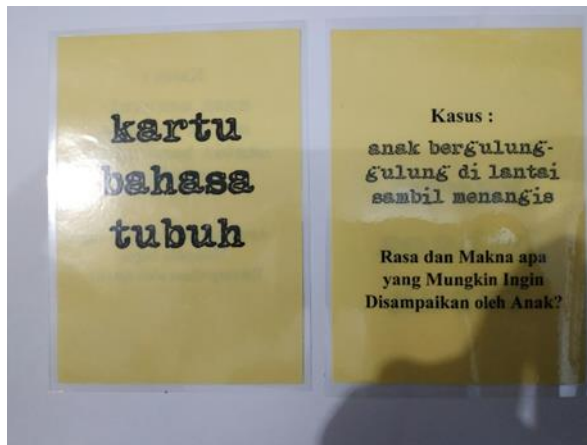 kartu
bahasa
tubuh
Kasus :
anak bergulung-
gulung di lantai
sambil menangis
Rasa dan Makna apa
yang Mungkin Ingin
Disampaikan oleh Anak?